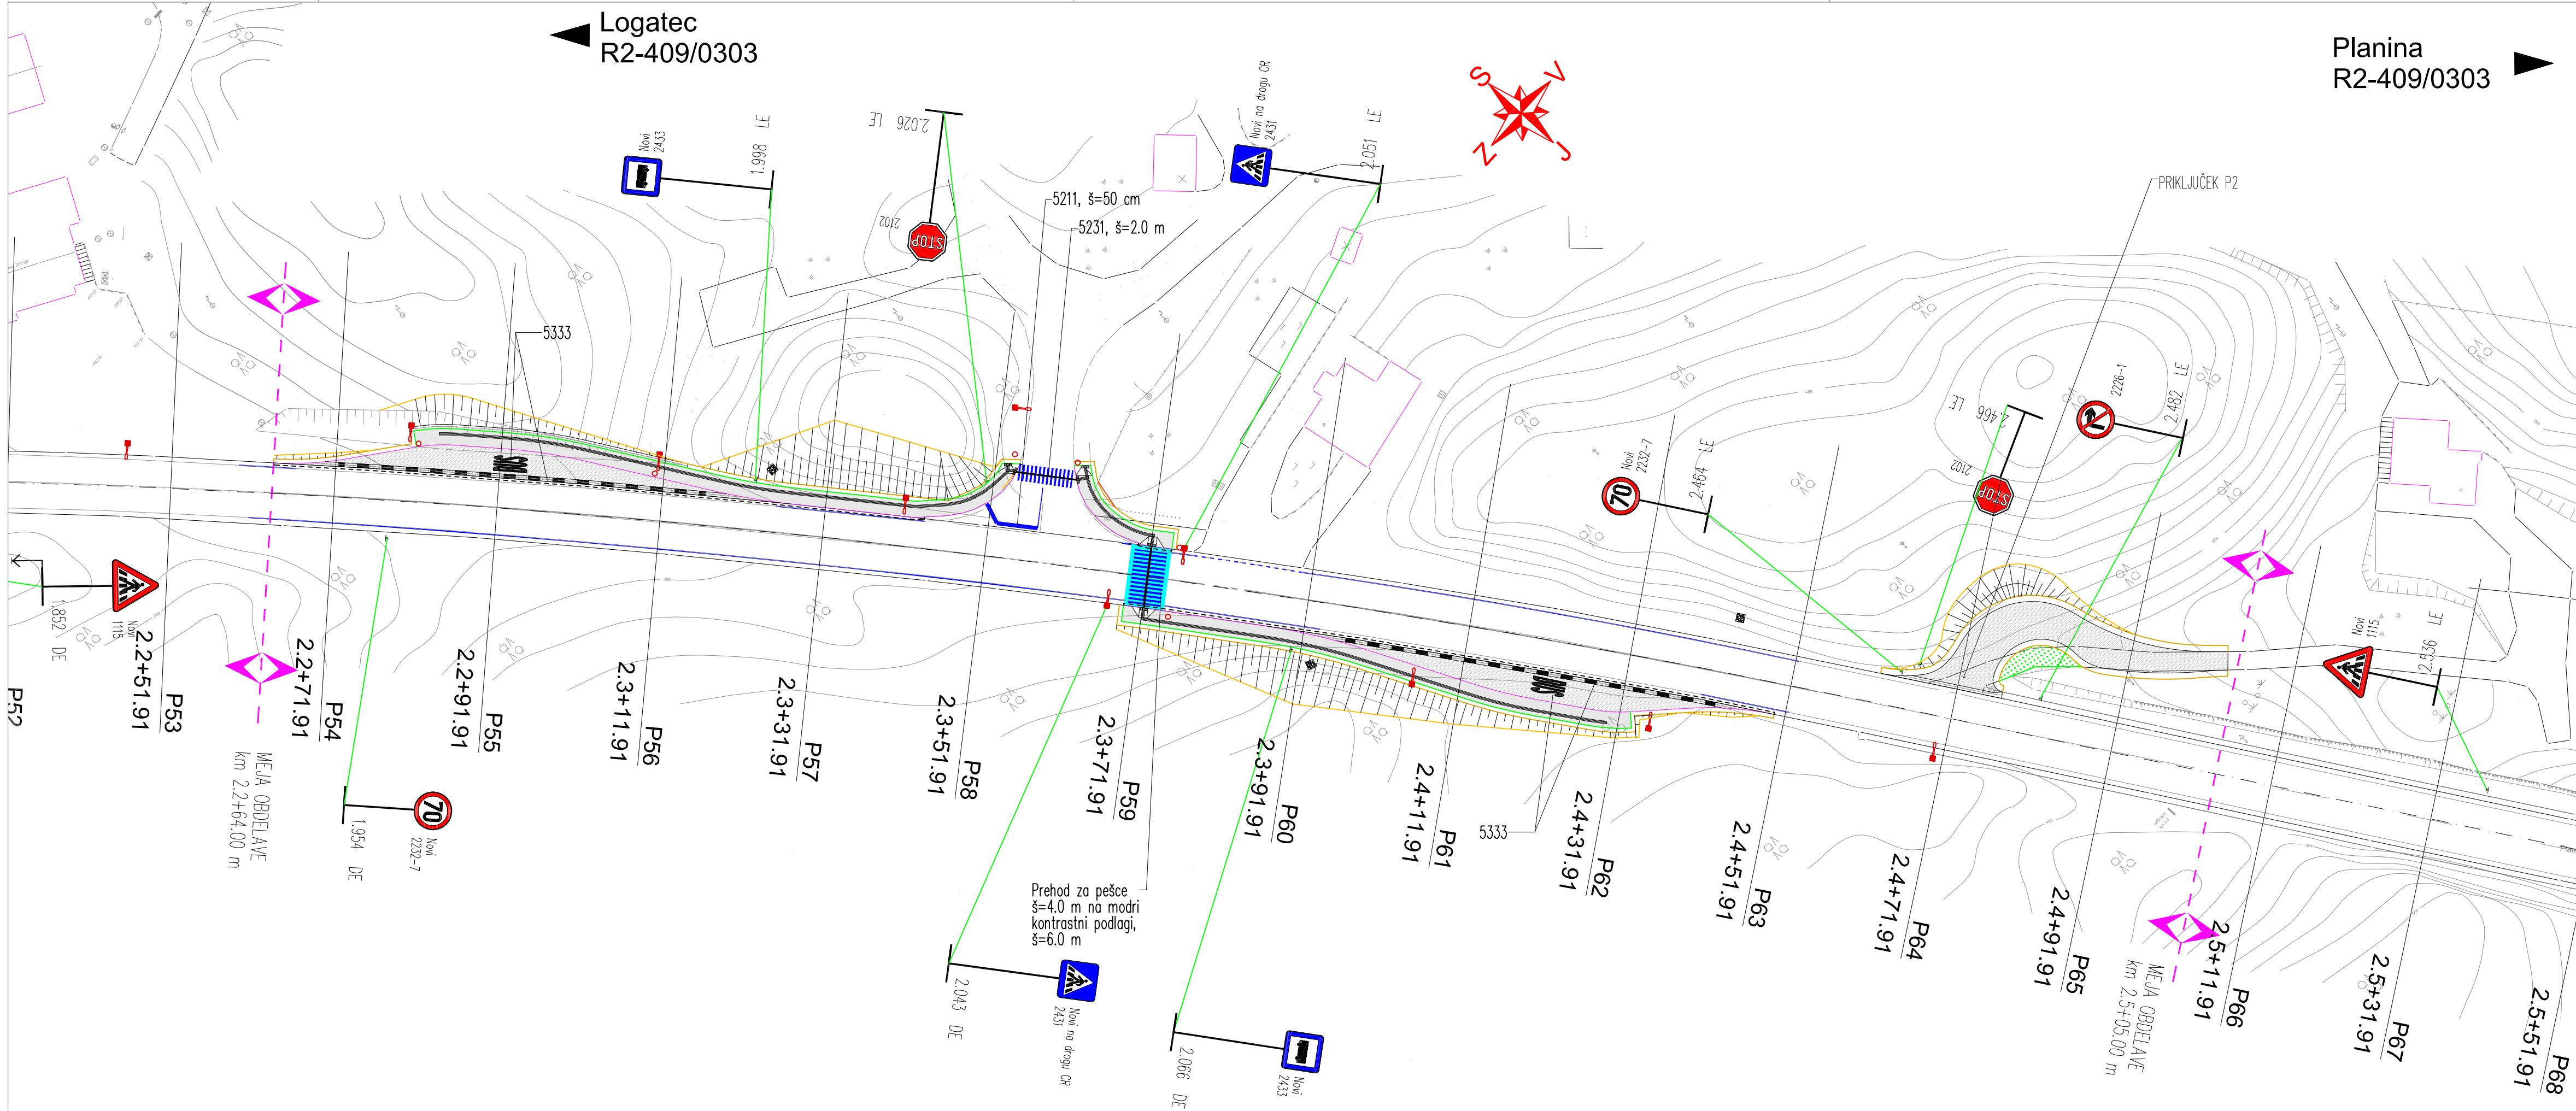 Logatec
R2-409/0303
Planina
R2-409/0303
S
V
Z
J
Novi
2433
1.998 LE
2.026 LE
2102
STOP
Novi na drogu CR
2431
2.051 LE
5211, š=50 cm
5231, š=2.0 m
PRIKLJUČEK P2
5333
BUS
Novi
2232-7
70
2.464 LE
2.466 LE
2102
STOP
2226-1
2.482 LE
Novi
1115
2.536 LE
1.852 DE
Novi
1115
MEJA OBDELAVE
km 2.2+64.00 m
1.954 DE
70
Novi
2232-7
P52
P53
2.2+51.91
P54
2.2+71.91
P55
2.2+91.91
P56
2.3+11.91
P57
2.3+31.91
P58
2.3+51.91
P59
2.3+71.91
P60
2.3+91.91
P61
2.4+11.91
P62
2.4+31.91
P63
2.4+51.91
P64
2.4+71.91
P65
2.4+91.91
P66
2.5+11.91
P67
2.5+31.91
P68
2.5+51.91
BUS
5333
Prehod za pešce
š=4.0 m na modri
kontrastni podlagi,
š=6.0 m
2.043 DE
Novi na drogu CR
2431
2.066 DE
Novi
2433
MEJA OBDELAVE
km 2.5+05.00 m